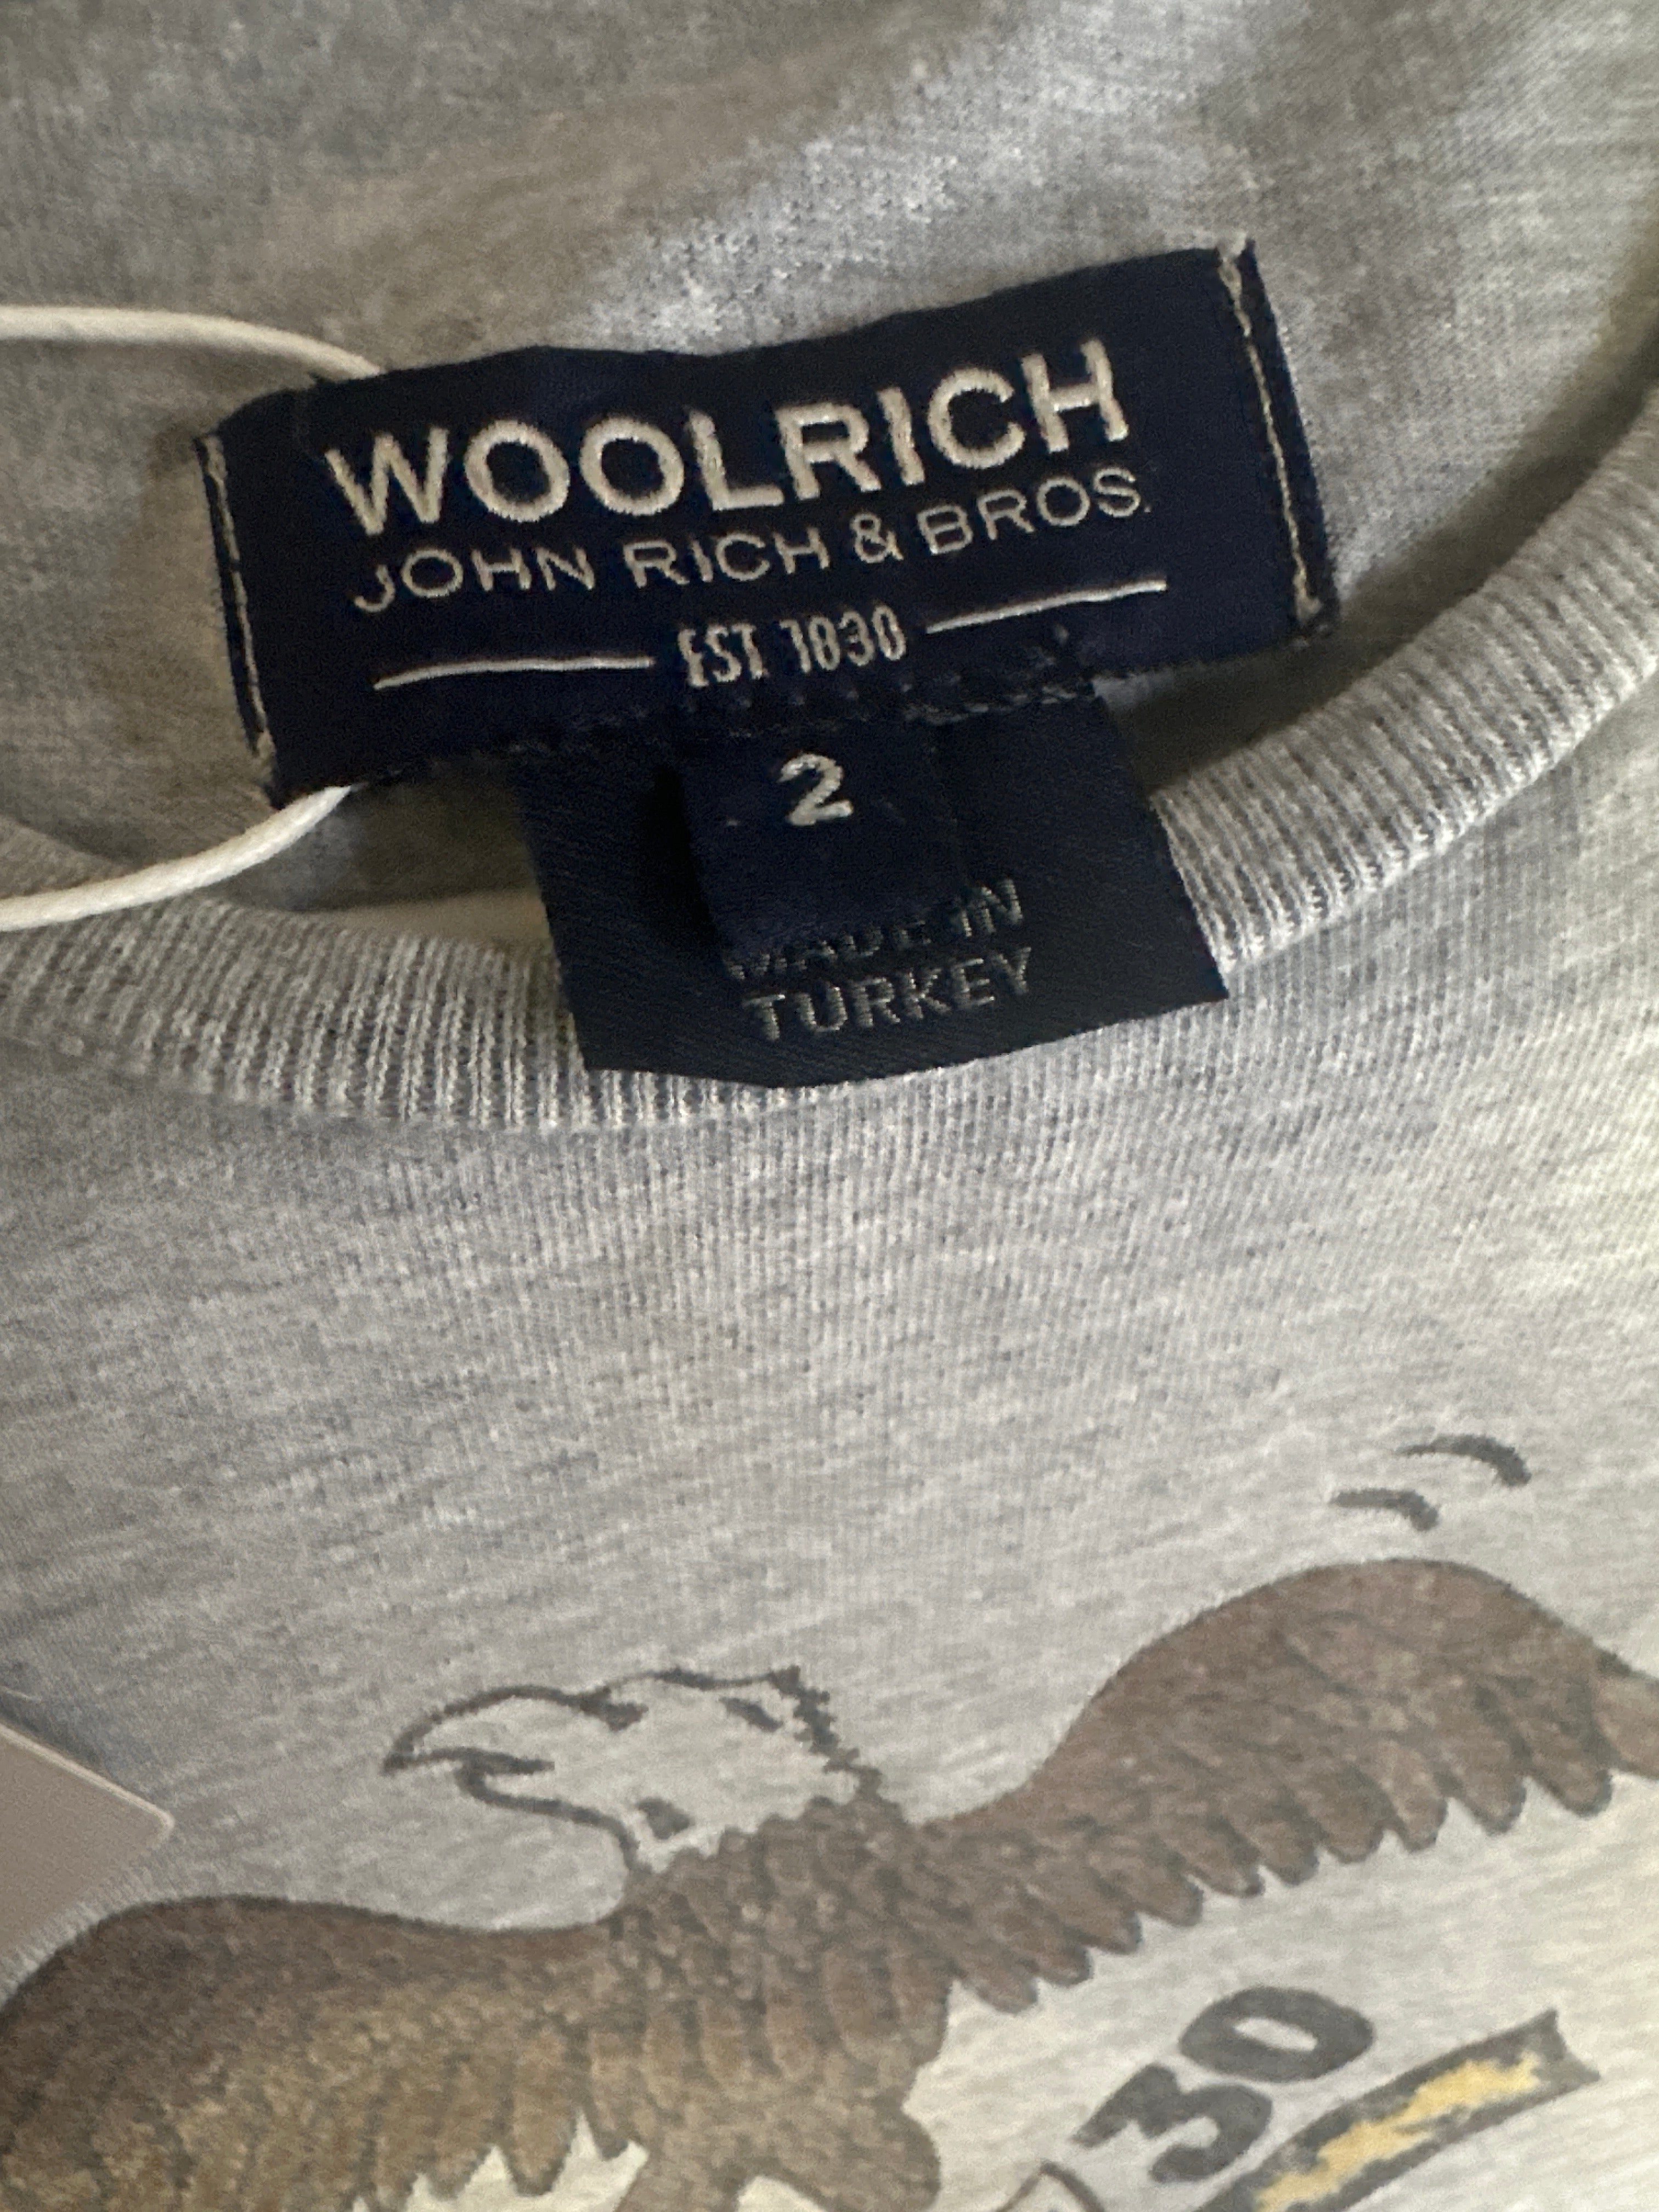 WOOLRICH
JOHN RICH & BROS.
EST 1830
2
MADE IN
TURKEY
30